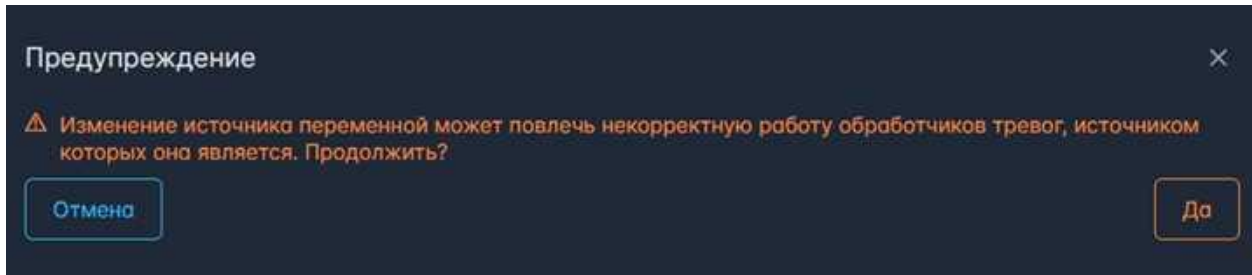 Предупреждение
Изменение источника переменной может повлечь некорректную работу обработчиков тревог, источником
которых она является. Продолжить?
Отмена
Да